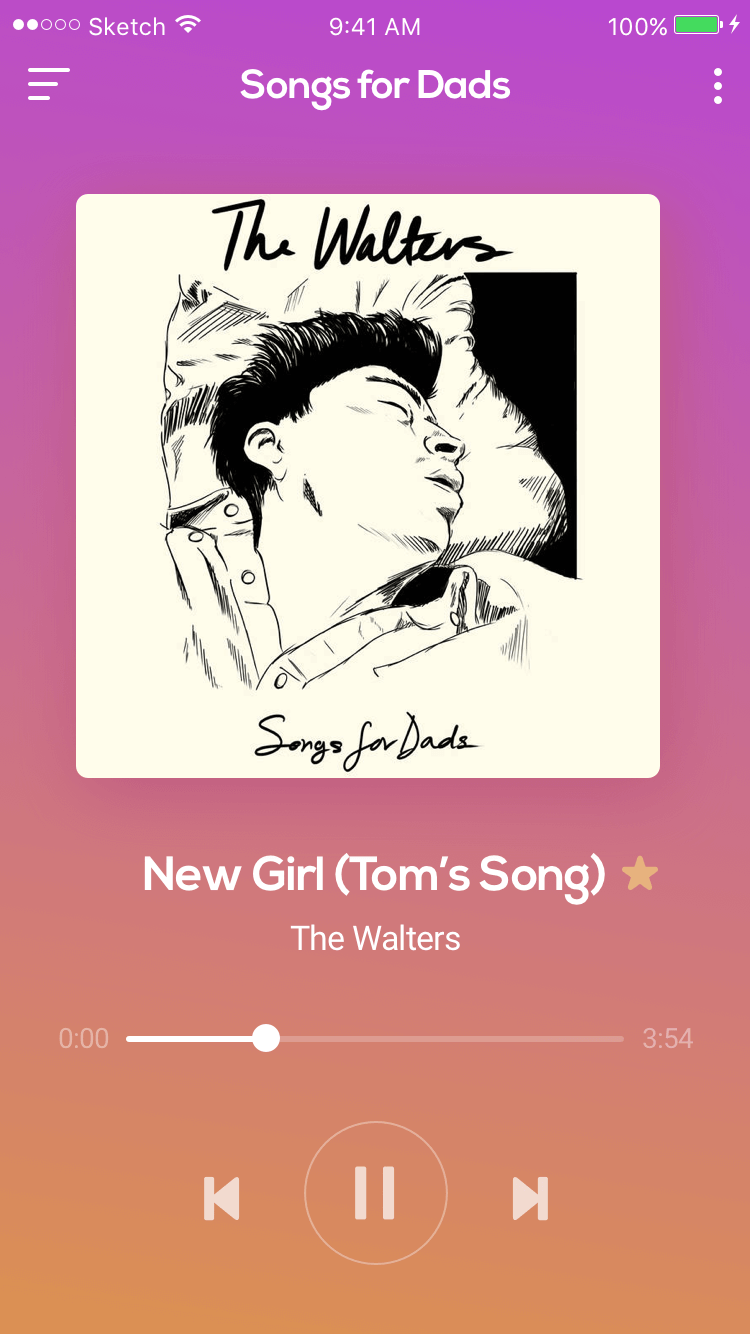 Sketch 9:41 AM 100%
Songs for Dads
The Walters
Songs for Dads
New Girl (Tom’s Song)
The Walters
0:00 3:54